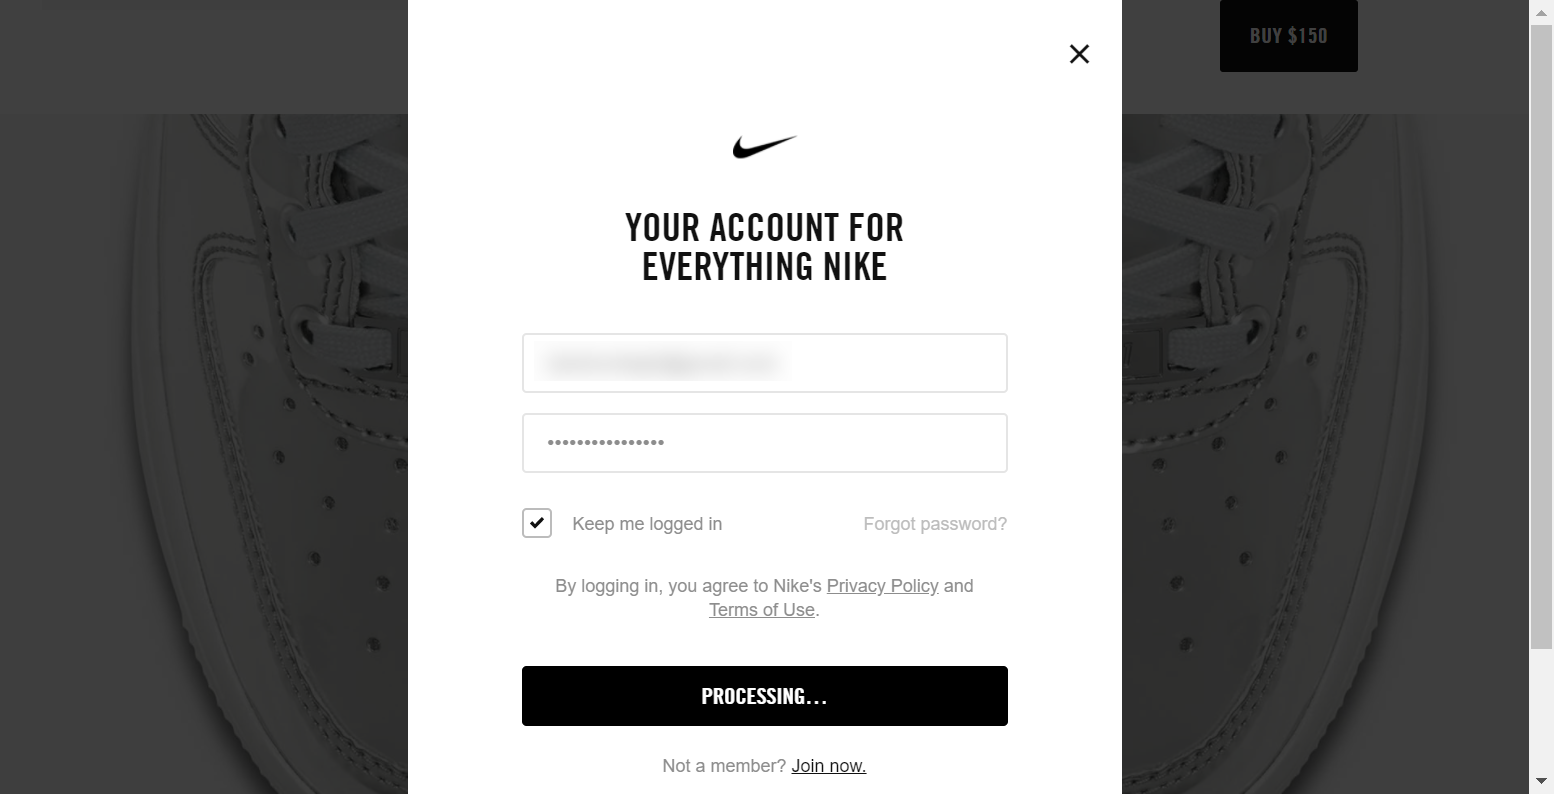 BUY $150
YOUR ACCOUNT FOR
EVERYTHING NIKE
••••••••••••••••
Keep me logged in
Forgot password?
By logging in, you agree to Nike's Privacy Policy and
Terms of Use.
PROCESSING...
Not a member? Join now.